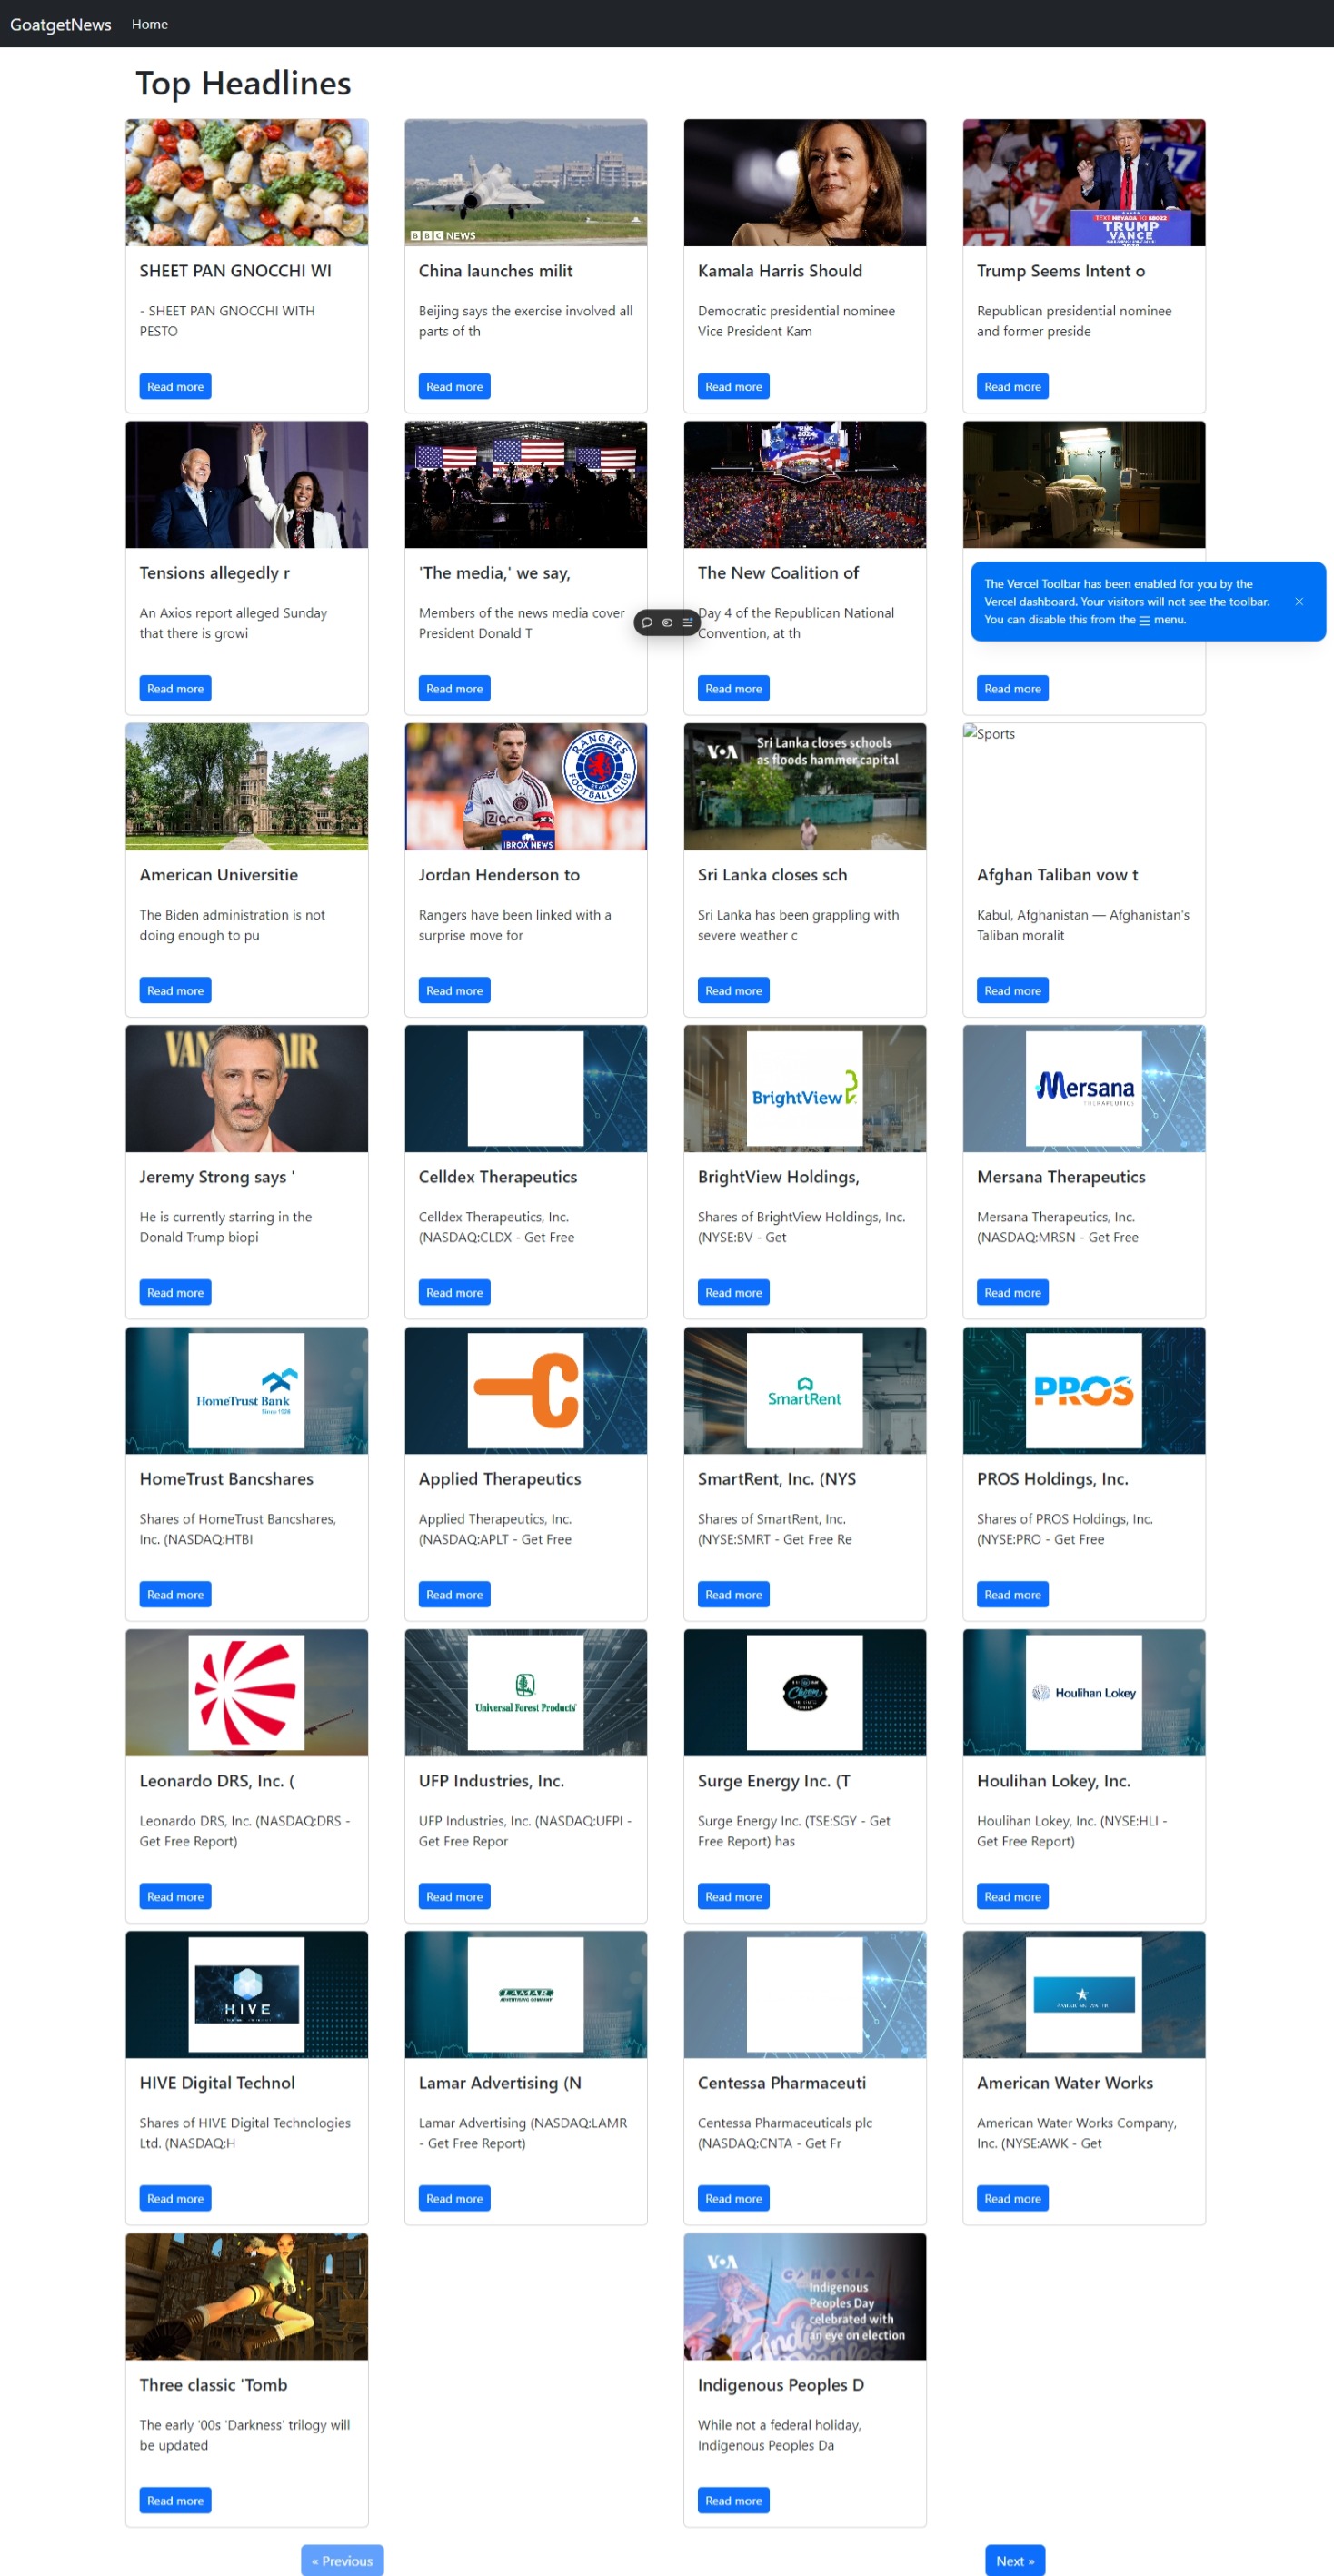 GoatgetNews Home
Top Headlines
BBC NEWS
47
TEXT NEVADA TO 88022
TRUMP
VANCE
2024
47
SHEET PAN GNOCCHI WI
China launches milit
Kamala Harris Should
Trump Seems Intent o
- SHEET PAN GNOCCHI WITH
PESTO
Beijing says the exercise involved all
parts of th
Democratic presidential nominee
Vice President Kam
Republican presidential nominee
and former preside
Read more
Read more
Read more
Read more
2024
Tensions allegedly r
'The media,' we say,
The New Coalition of
An Axios report alleged Sunday
that there is growi
Members of the news media cover
President Donald T
Day 4 of the Republican National
Convention, at th
The Vercel Toolbar has been enabled for you by the
Vercel dashboard. Your visitors will not see the toolbar.
You can disable this from the menu.
Read more
Read more
Read more
Read more
RANGERS
FOOTBALL CLUB
ZIGGO
IBROX NEWS
VOA
Sri Lanka closes schools
as floods hammer capital
Sports
American Universitie
Jordan Henderson to
Sri Lanka closes sch
Afghan Taliban vow t
The Biden administration is not
doing enough to pu
Rangers have been linked with a
surprise move for
Sri Lanka has been grappling with
severe weather c
Kabul, Afghanistan — Afghanistan's
Taliban moralit
Read more
Read more
Read more
Read more
VAN AIR
BrightView
Mersana
THERAPEUTICS
Jeremy Strong says '
Celldex Therapeutics
BrightView Holdings,
Mersana Therapeutics
He is currently starring in the
Donald Trump biopi
Celldex Therapeutics, Inc.
(NASDAQ:CLDX - Get Free
Shares of BrightView Holdings, Inc.
(NYSE:BV - Get
Mersana Therapeutics, Inc.
(NASDAQ:MRSN - Get Free
Read more
Read more
Read more
Read more
HomeTrust Bank
Since 1926
SmartRent
PROS
HomeTrust Bancshares
Applied Therapeutics
SmartRent, Inc. (NYS
PROS Holdings, Inc.
Shares of HomeTrust Bancshares,
Inc. (NASDAQ:HTBI
Applied Therapeutics, Inc.
(NASDAQ:APLT - Get Free
Shares of SmartRent, Inc.
(NYSE:SMRT - Get Free Re
Shares of PROS Holdings, Inc.
(NYSE:PRO - Get Free
Read more
Read more
Read more
Read more
Universal Forest Products
Houlihan Lokey
Leonardo DRS, Inc. (
UFP Industries, Inc.
Surge Energy Inc. (T
Houlihan Lokey, Inc.
Leonardo DRS, Inc. (NASDAQ:DRS -
Get Free Report)
UFP Industries, Inc. (NASDAQ:UFPI -
Get Free Repor
Surge Energy Inc. (TSE:SGY - Get
Free Report) has
Houlihan Lokey, Inc. (NYSE:HLI -
Get Free Report)
Read more
Read more
Read more
Read more
HIVE
LAMAR
ADVERTISING COMPANY
AMERICAN WATER
HIVE Digital Technol
Lamar Advertising (N
Centessa Pharmaceuti
American Water Works
Shares of HIVE Digital Technologies
Ltd. (NASDAQ:H
Lamar Advertising (NASDAQ:LAMR
- Get Free Report)
Centessa Pharmaceuticals plc
(NASDAQ:CNTA - Get Fr
American Water Works Company,
Inc. (NYSE:AWK - Get
Read more
Read more
Read more
Read more
VOA
CAHOKIA
Indigenous
Peoples Day
celebrated with
an eye on election
Three classic 'Tomb
Indigenous Peoples D
The early '00s 'Darkness' trilogy will
be updated
While not a federal holiday,
Indigenous Peoples Da
Read more
Read more
« Previous
Next »